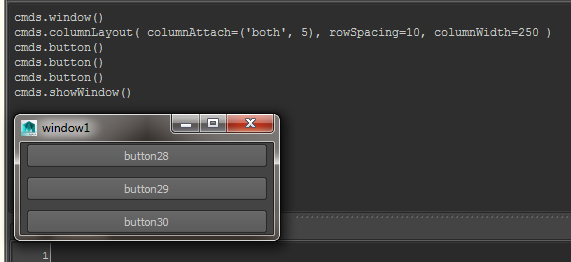 cmds.window()
cmds.columnLayout( columnAttach=('both', 5), rowSpacing=10, columnWidth=250 )
cmds.button()
cmds.button()
cmds.button()
cmds.showWindow()
window1
button28
button29
button30
1